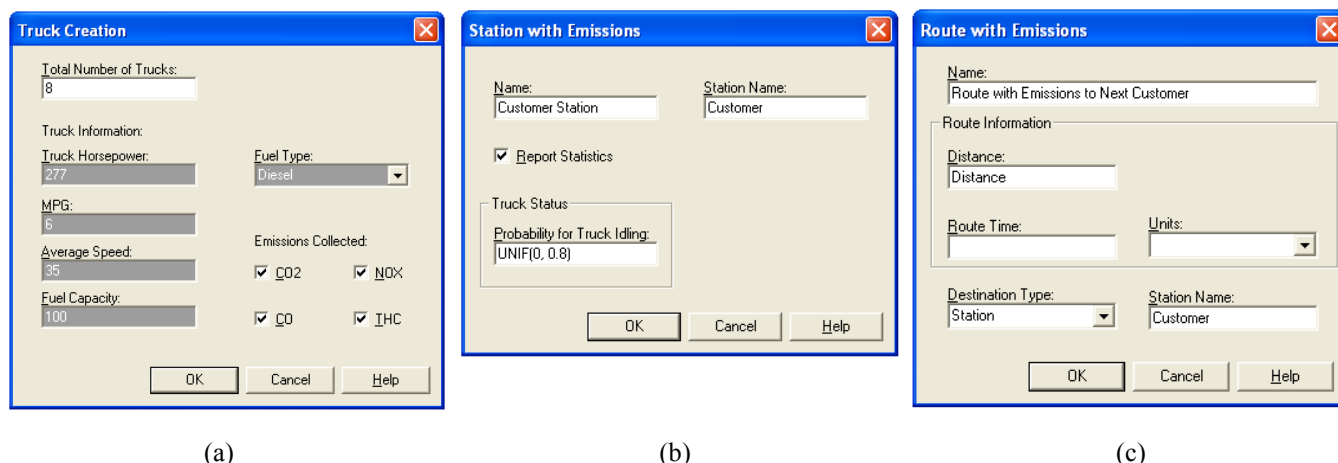 Truck Creation
Total Number of Trucks:
8
Truck Information:
Truck Horsepower:
277
Fuel Type:
Diesel
MPG:
6
Average Speed:
35
Fuel Capacity:
100
Emissions Collected:
CO2
NOX
CO
THC
OK
Cancel
Help
(a)
Station with Emissions
Name:
Customer Station
Station Name:
Customer
Report Statistics
Truck Status
Probability for Truck Idling:
UNIF(0, 0.8)
OK
Cancel
Help
(b)
Route with Emissions
Name:
Route with Emissions to Next Customer
Route Information
Distance:
Distance
Route Time:
Units:
Destination Type:
Station
Station Name:
Customer
OK
Cancel
Help
(c)